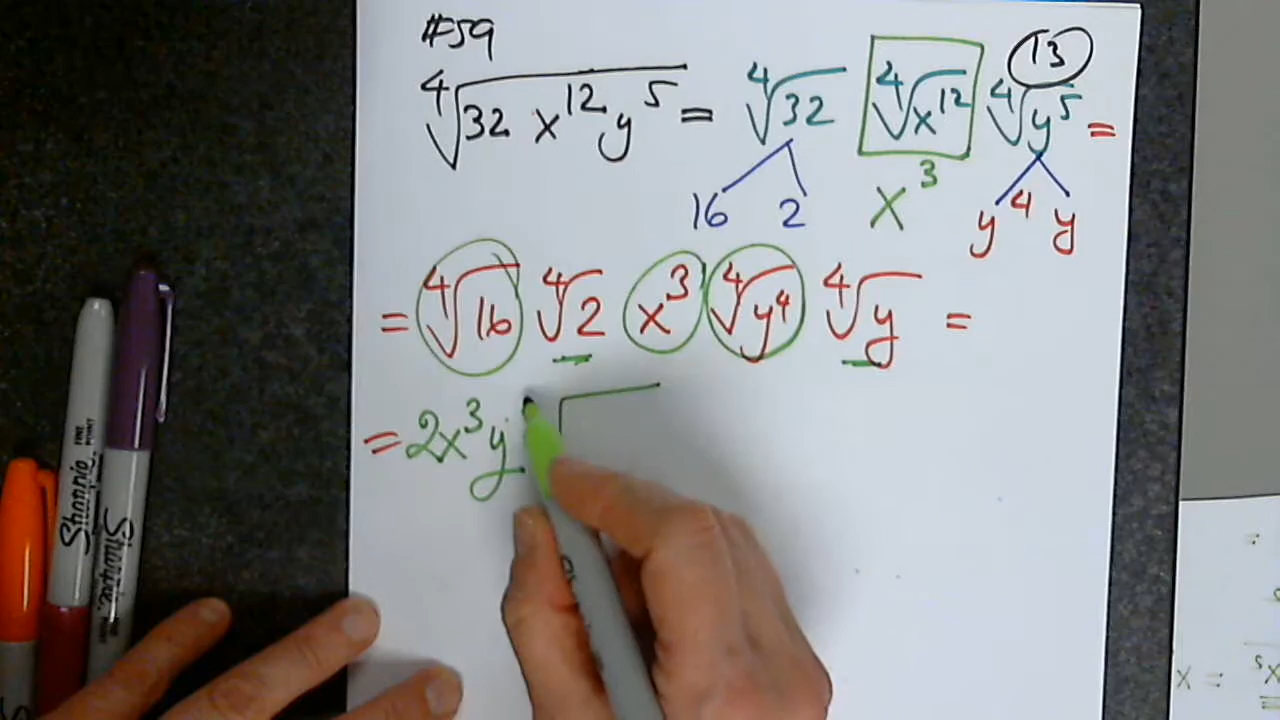 #59
13
⁴√32 x¹² y⁵ = ⁴√32 ⁴√x¹² ⁴√y⁵ =
16 2 x³ y⁴ y
= ⁴√16 ⁴√2 x³ ⁴√y⁴ ⁴√y =
= 2x³y √
Sharpie
Sharpie.